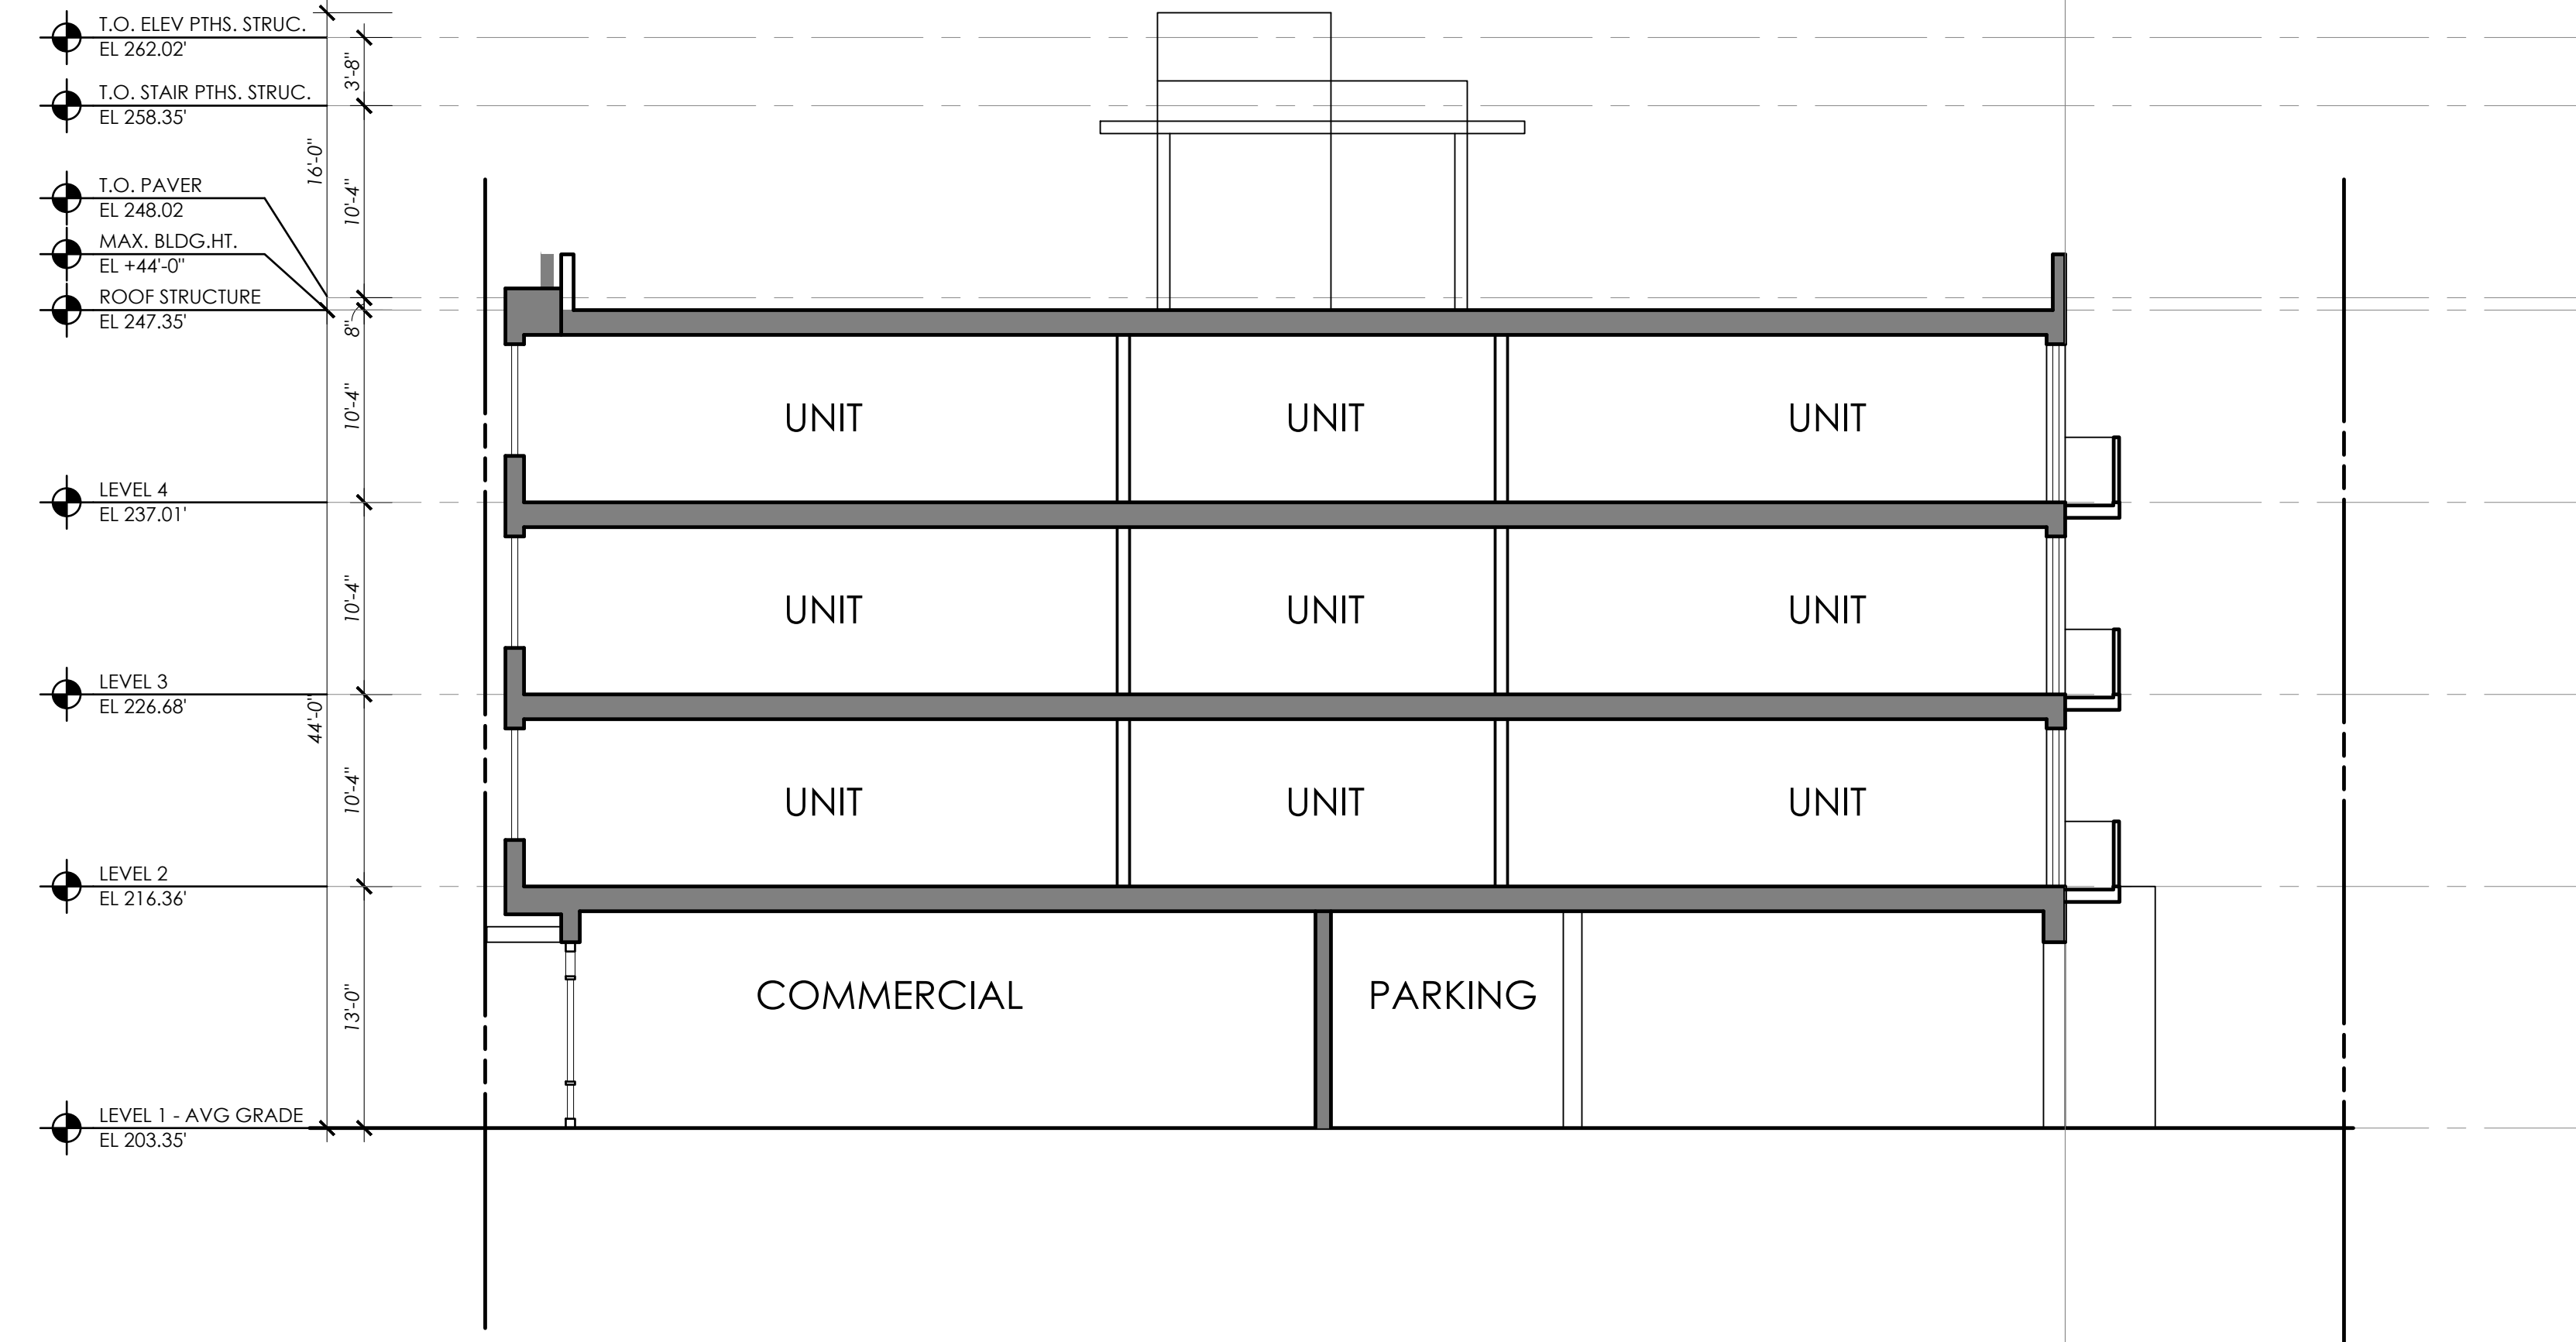 T.O. ELEV PTHS. STRUC.
EL 262.02'
3'-8"
T.O. STAIR PTHS. STRUC.
EL 258.35'
16'-0"
T.O. PAVER
EL 248.02
10'-4"
MAX. BLDG.HT.
EL +44'-0"
ROOF STRUCTURE
EL 247.35'
8"
10'-4"
UNIT
UNIT
UNIT
LEVEL 4
EL 237.01'
10'-4"
UNIT
UNIT
UNIT
LEVEL 3
EL 226.68'
44'-0"
10'-4"
UNIT
UNIT
UNIT
LEVEL 2
EL 216.36'
13'-0"
COMMERCIAL
PARKING
LEVEL 1 - AVG GRADE
EL 203.35'